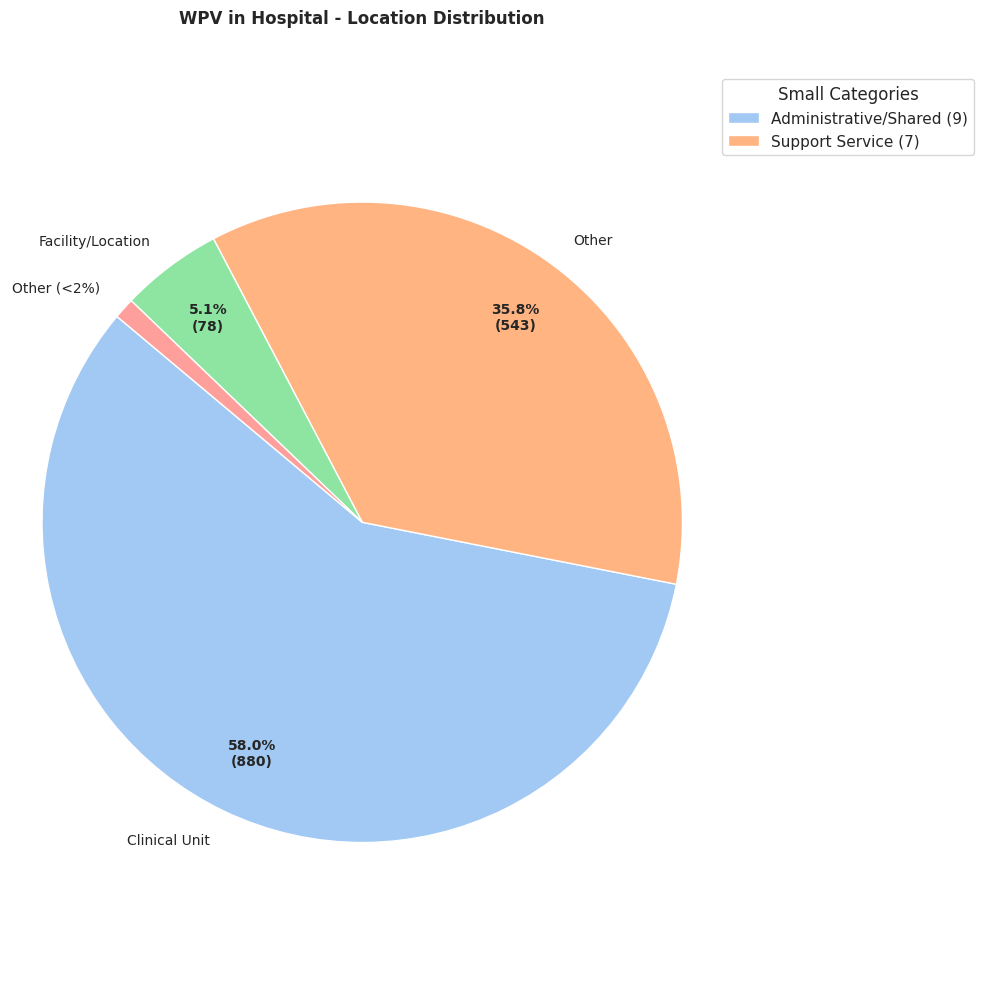 WPV in Hospital - Location Distribution
Small Categories
Administrative/Shared (9)
Support Service (7)
Facility/Location
Other
Other (<2%)
5.1%
(78)
35.8%
(543)
58.0%
(880)
Clinical Unit